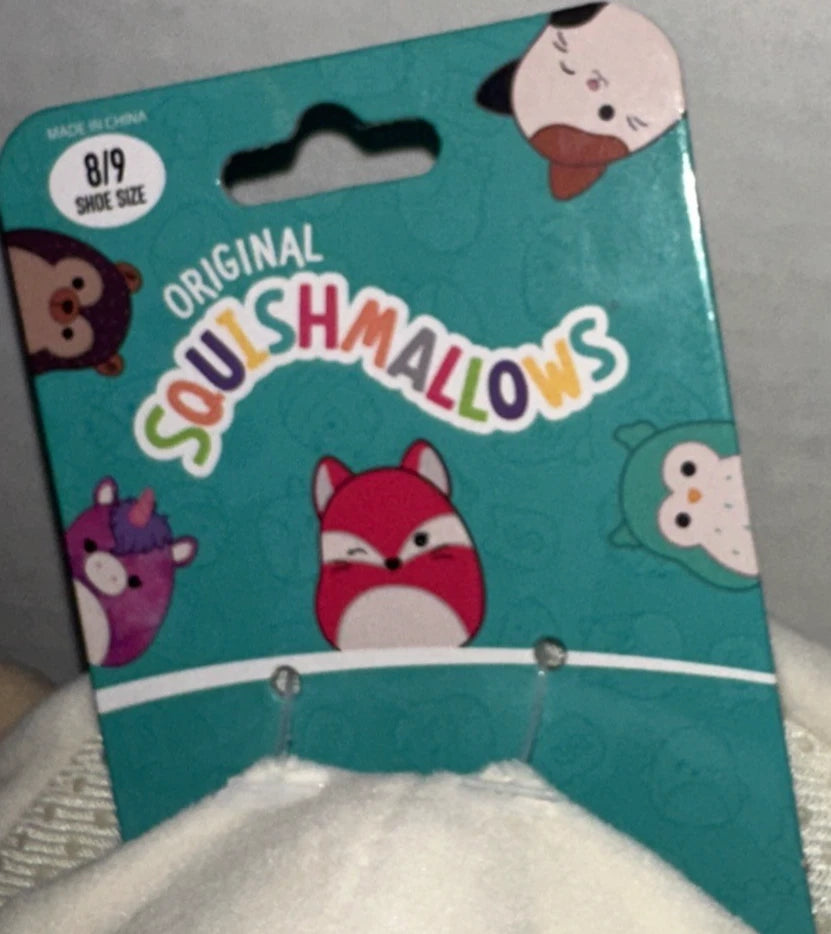 MADE IN CHINA
8/9
SHOE SIZE
ORIGINAL
SQUISHMALLOWS